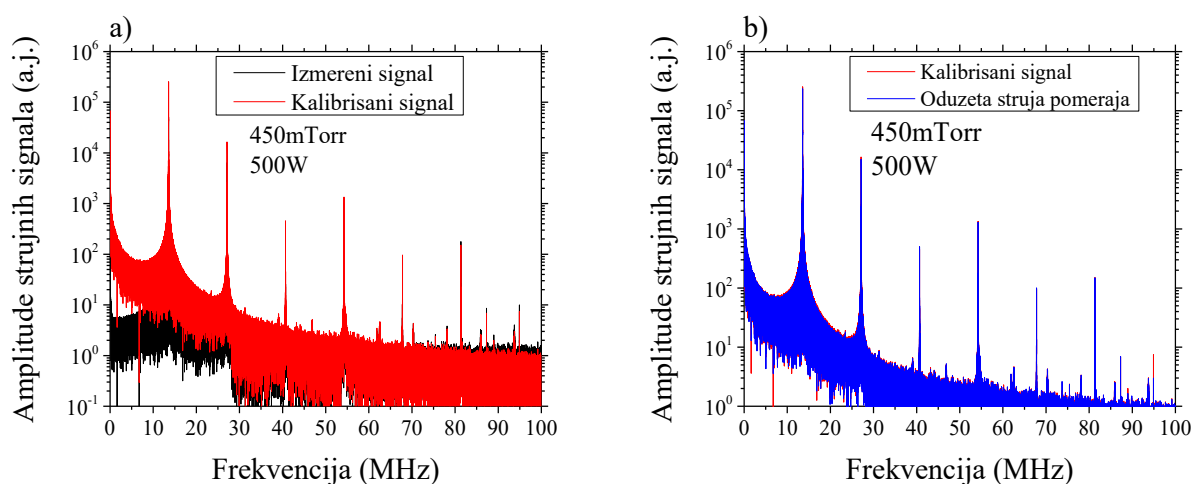 a)
Amplitude strujnih signala (a.j.)
10^6
10^5
10^4
10^3
10^2
10^1
10^0
10^-1
Izmereni signal
Kalibrisani signal
450mTorr
500W
0 10 20 30 40 50 60 70 80 90 100
Frekvencija (MHz)
b)
Amplitude strujnih signala (a.j.)
10^6
10^5
10^4
10^3
10^2
10^1
10^0
Kalibrisani signal
Oduzeta struja pomeraja
450mTorr
500W
0 10 20 30 40 50 60 70 80 90 100
Frekvencija (MHz)